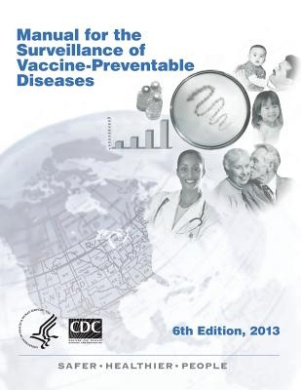 Manual for the
Surveillance of
Vaccine-Preventable
Diseases
CDC
6th Edition, 2013
SAFER • HEALTHIER • PEOPLE